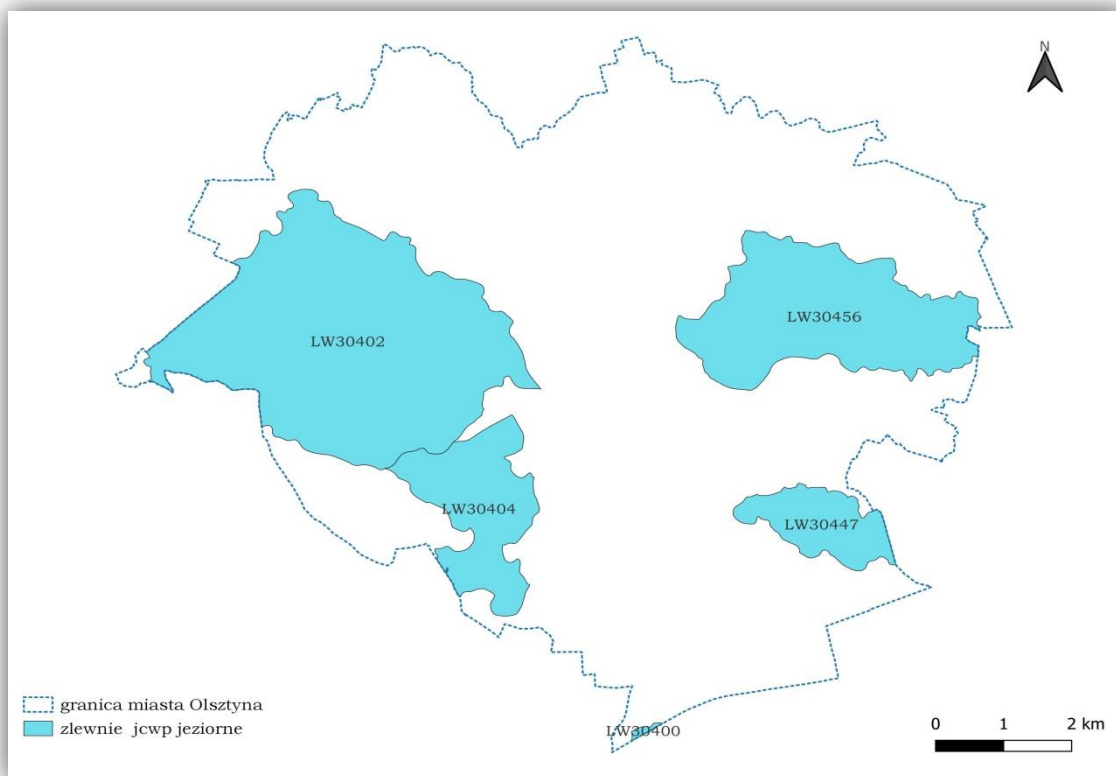 N
LW30402
LW30456
LW30404
LW30447
LW30400
granica miasta Olsztyna
zlewnie jcwp jeziorne
0 1 2 km